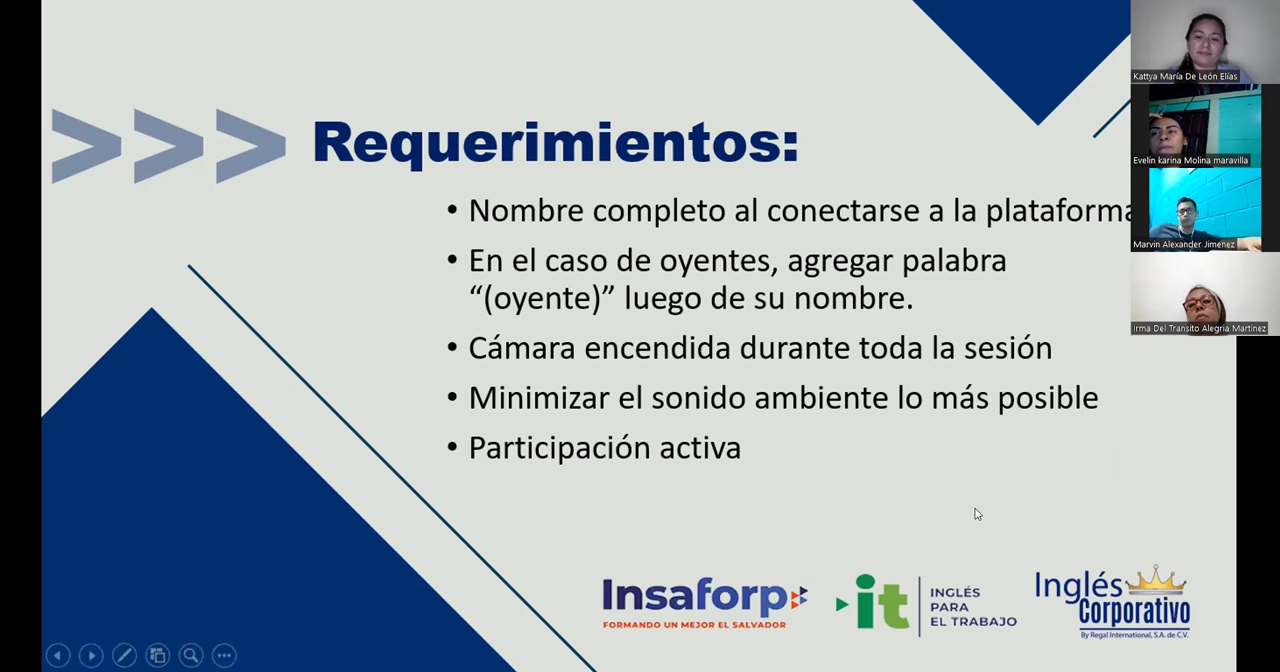 >>> Requerimientos:
• Nombre completo al conectarse a la plataforma
• En el caso de oyentes, agregar palabra
“(oyente)” luego de su nombre.
• Cámara encendida durante toda la sesión
• Minimizar el sonido ambiente lo más posible
• Participación activa
Kattya María De León Elías
Evelin karina Molina maravilla
Marvin Alexander Jimenez
Irma Del Transito Alegria Martinez
Insaforp
FORMANDO UN MEJOR EL SALVADOR
it
INGLÉS
PARA
EL TRABAJO
Inglés
Corporativo
By Regal International, S.A. de C.V.